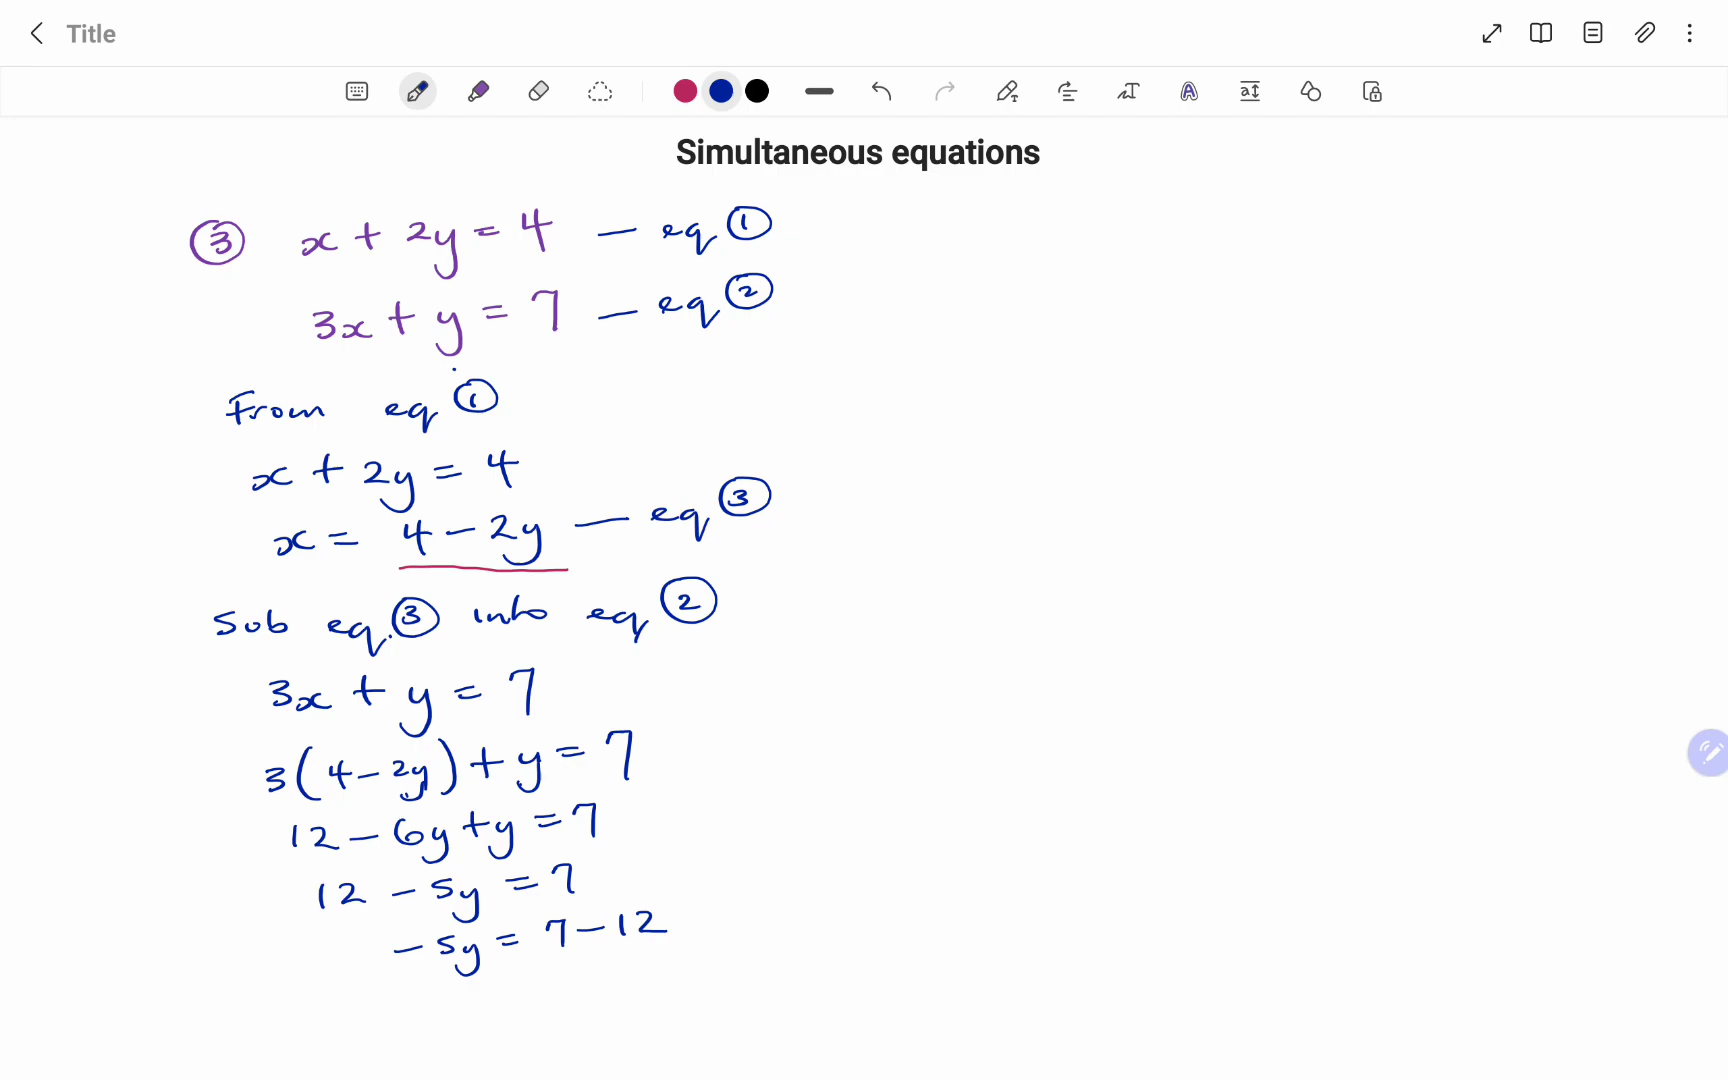 Title
Simultaneous equations
③ x + 2y = 4 — eq ①
3x + y = 7 — eq ②
From eq ①
x + 2y = 4
x = 4 − 2y — eq ③
Sub eq.③ into eq ②
3x + y = 7
3(4 − 2y) + y = 7
12 − 6y + y = 7
12 − 5y = 7
− 5y = 7 − 12